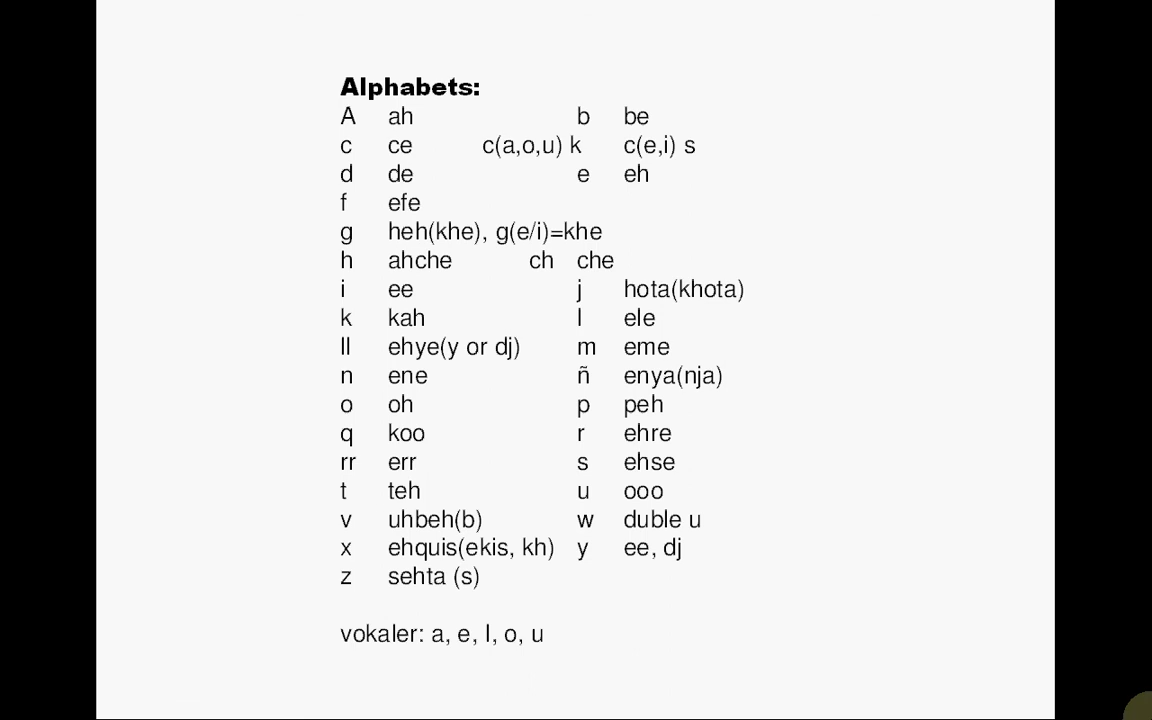 Alphabets:
A ah b be
c ce c(a,o,u) k c(e,i) s
d de e eh
f efe
g heh(khe), g(e/i)=khe
h ahche ch che
i ee j hota(khota)
k kah l ele
ll ehye(y or dj) m eme
n ene ñ enya(nja)
o oh p peh
q koo r ehre
rr err s ehse
t teh u ooo
v uhbeh(b) w duble u
x ehquis(ekis, kh) y ee, dj
z sehta (s)
vokaler: a, e, I, o, u